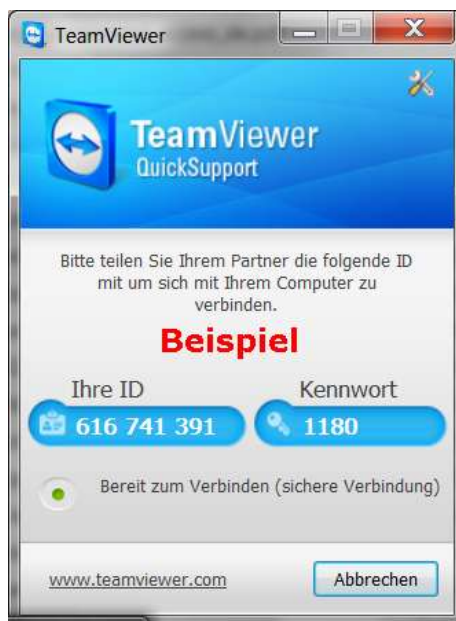 TeamViewer
TeamViewer
QuickSupport
Bitte teilen Sie Ihrem Partner die folgende ID
mit um sich mit Ihrem Computer zu
verbinden.
Beispiel
Ihre ID Kennwort
616 741 391 1180
Bereit zum Verbinden (sichere Verbindung)
www.teamviewer.com Abbrechen